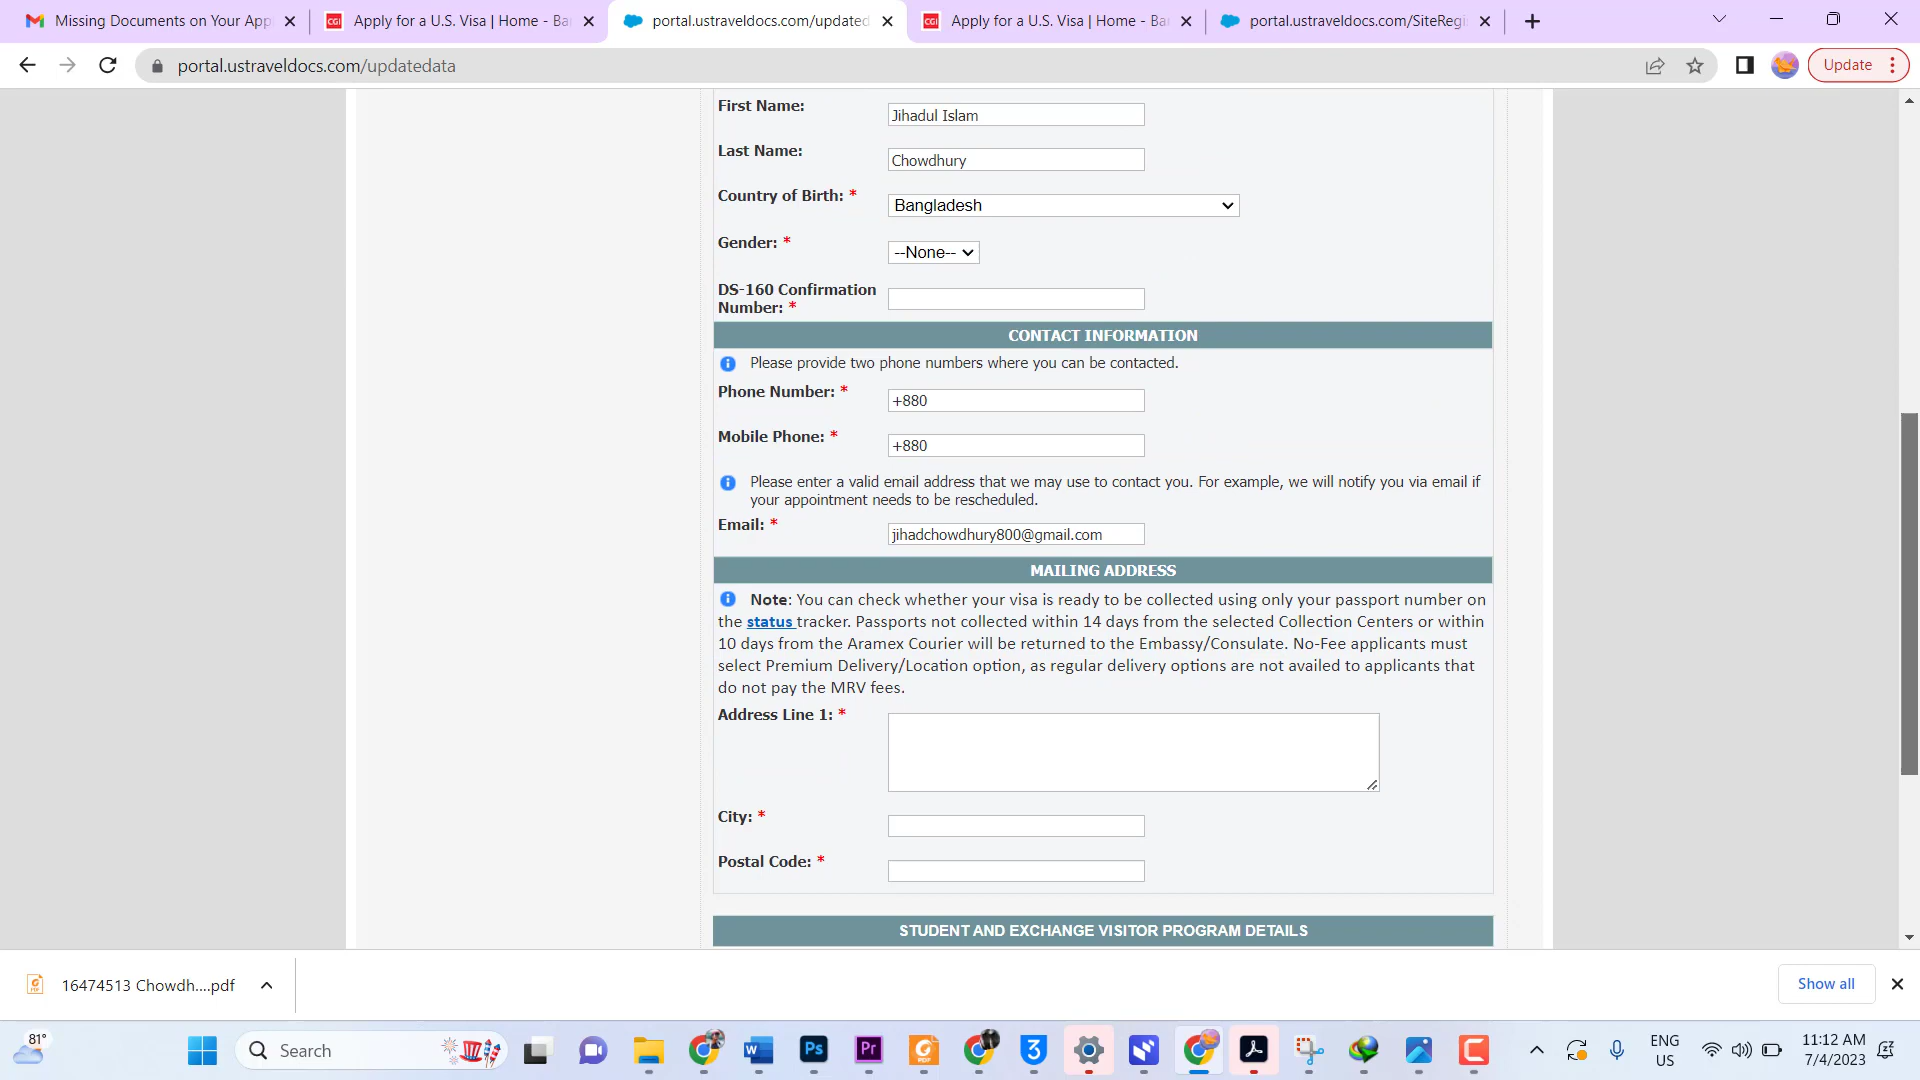 Missing Documents on Your App
Apply for a U.S. Visa | Home - Ba
portal.ustraveldocs.com/updated
Apply for a U.S. Visa | Home - Ba
portal.ustraveldocs.com/SiteRegi
portal.ustraveldocs.com/updatedata
Update
First Name:
Jihadul Islam
Last Name:
Chowdhury
Country of Birth: *
Bangladesh
Gender: *
--None--
DS-160 Confirmation
Number: *
CONTACT INFORMATION
Please provide two phone numbers where you can be contacted.
Phone Number: *
+880
Mobile Phone: *
+880
Please enter a valid email address that we may use to contact you. For example, we will notify you via email if
your appointment needs to be rescheduled.
Email: *
jihadchowdhury800@gmail.com
MAILING ADDRESS
Note: You can check whether your visa is ready to be collected using only your passport number on
the status tracker. Passports not collected within 14 days from the selected Collection Centers or within
10 days from the Aramex Courier will be returned to the Embassy/Consulate. No-Fee applicants must
select Premium Delivery/Location option, as regular delivery options are not availed to applicants that
do not pay the MRV fees.
Address Line 1: *
City: *
Postal Code: *
STUDENT AND EXCHANGE VISITOR PROGRAM DETAILS
16474513 Chowdh....pdf
Show all
81°
Search
ENG
US
11:12 AM
7/4/2023